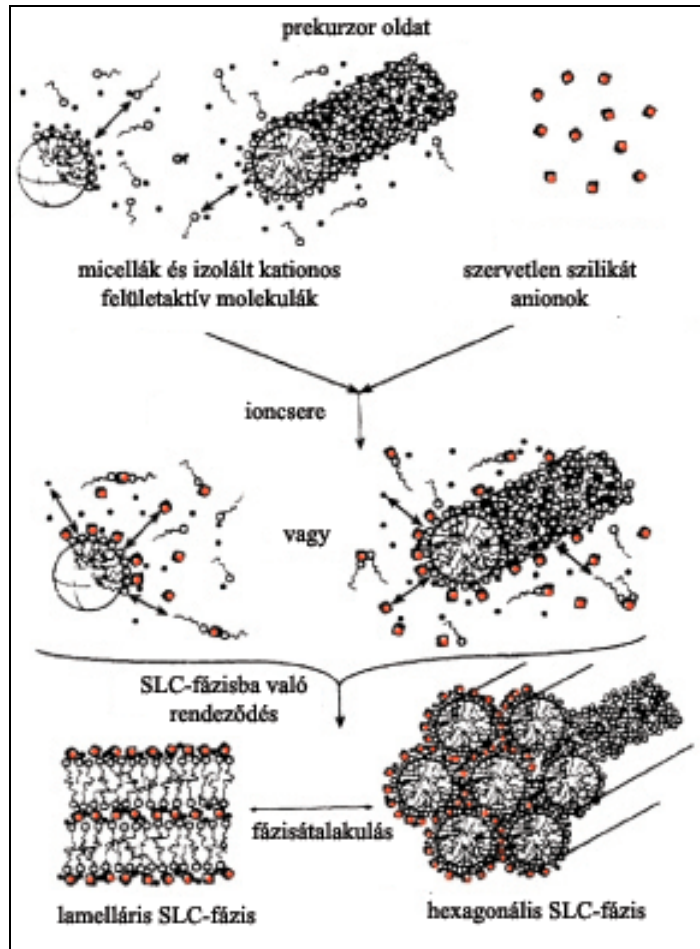 prekurzor oldat
micellák és izolált kationos
felületaktív molekulák
szervetlen szilikát
anionok
ioncsere
vagy
SLC-fázisba való
rendeződés
fázisátalakulás
lamelláris SLC-fázis
hexagonális SLC-fázis